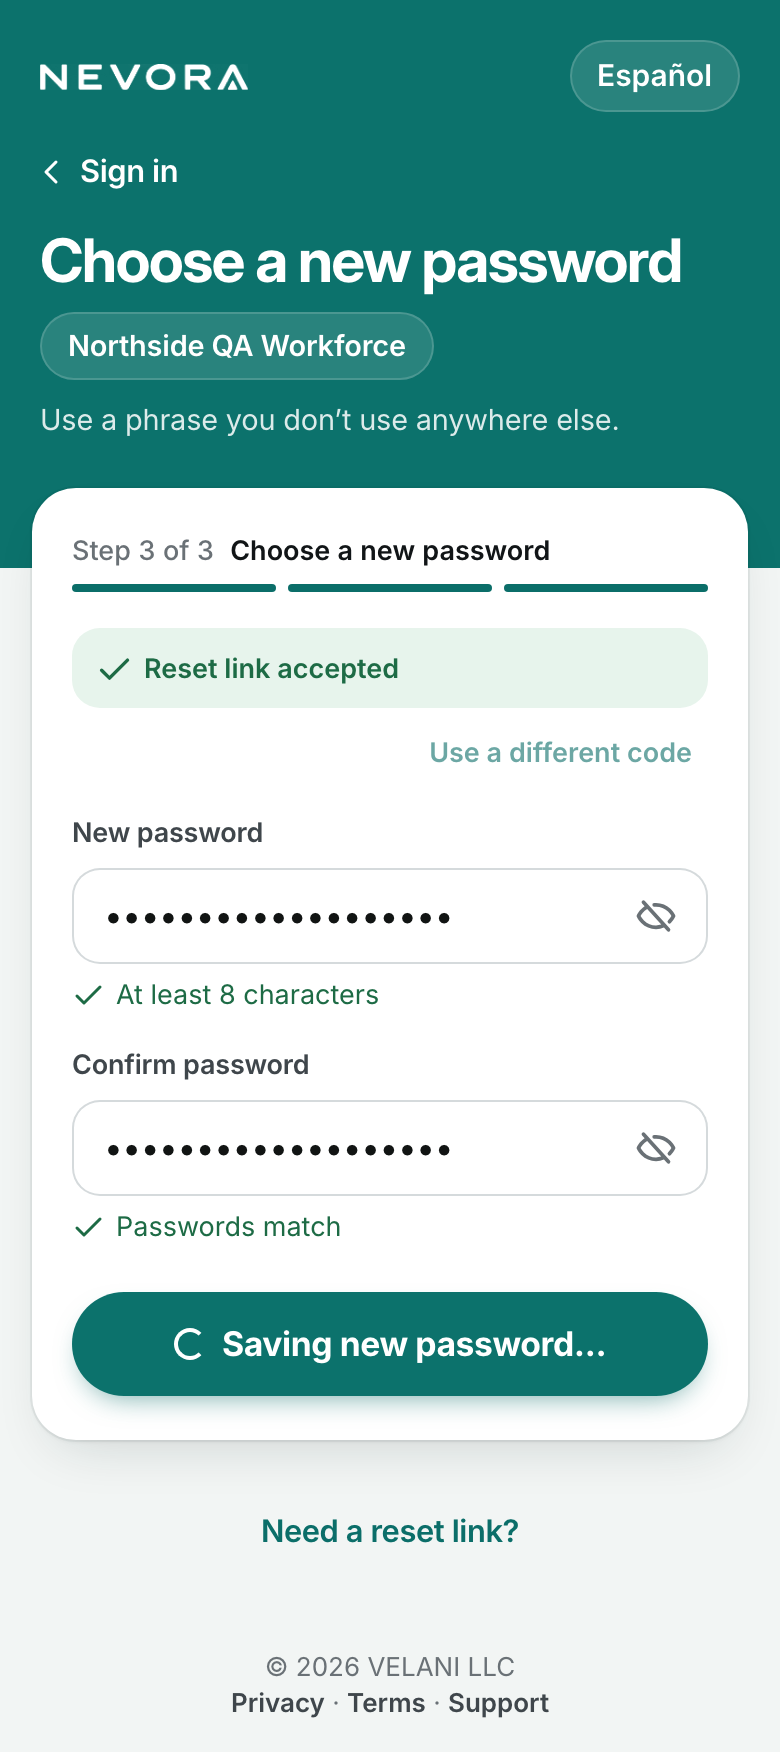 NEVORA
Español
Sign in
Choose a new password
Northside QA Workforce
Use a phrase you don’t use anywhere else.
Step 3 of 3 Choose a new password
Reset link accepted
Use a different code
New password
•••••••••••••••••••
At least 8 characters
Confirm password
•••••••••••••••••••
Passwords match
Saving new password...
Need a reset link?
© 2026 VELANI LLC
Privacy · Terms · Support